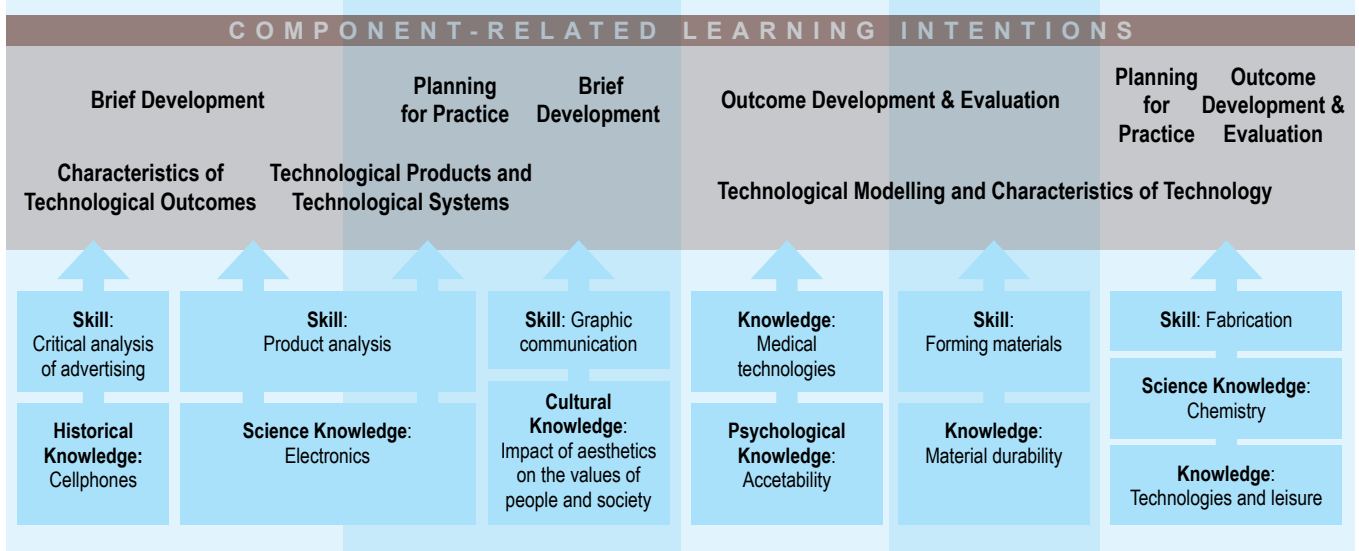 COMPONENT-RELATED LEARNING INTENTIONS
Brief Development
Planning
for Practice
Brief
Development
Outcome Development & Evaluation
Planning
for
Practice
Outcome
Development &
Evaluation
Characteristics of
Technological Outcomes
Technological Products and
Technological Systems
Technological Modelling and Characteristics of Technology
Skill:
Critical analysis
of advertising
Historical
Knowledge:
Cellphones
Skill:
Product analysis
Science Knowledge:
Electronics
Skill: Graphic
communication
Cultural
Knowledge:
Impact of aesthetics
on the values of
people and society
Knowledge:
Medical
technologies
Psychological
Knowledge:
Accetability
Skill:
Forming materials
Knowledge:
Material durability
Skill: Fabrication
Science Knowledge:
Chemistry
Knowledge:
Technologies and leisure